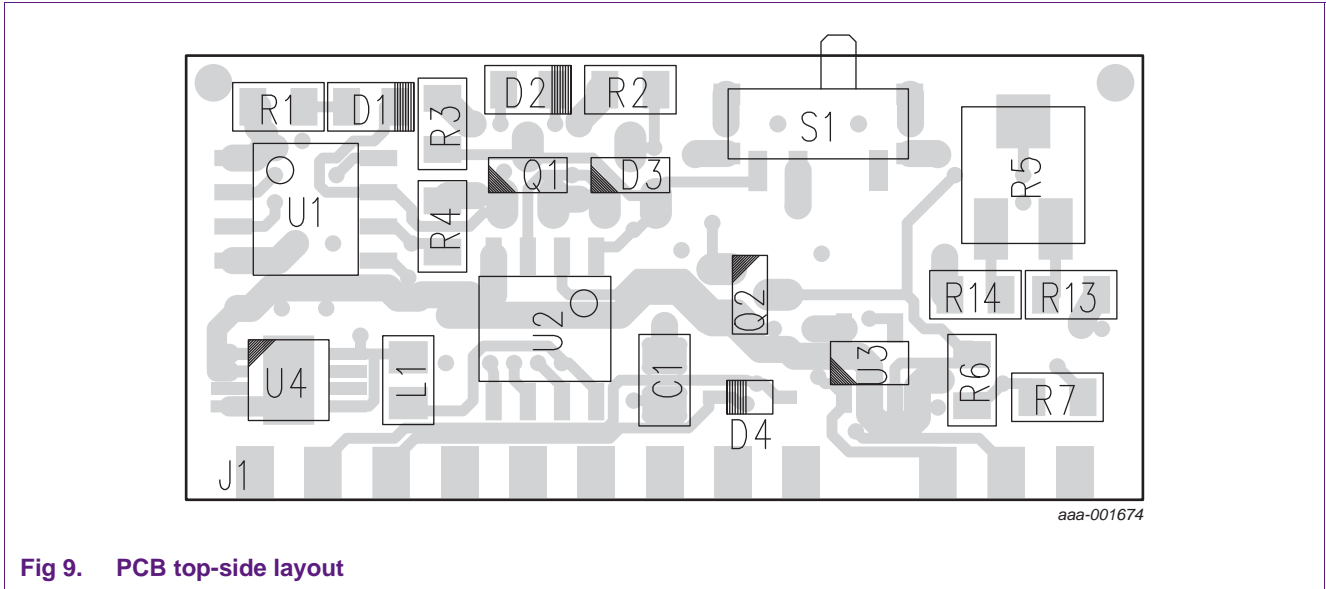 R1
D1
R3
D2
R2
S1
R5
U1
R4
Q1
D3
U2
Q2
R14
R13
U4
L1
C1
D4
U3
R6
R7
J1
aaa-001674
Fig 9. PCB top-side layout